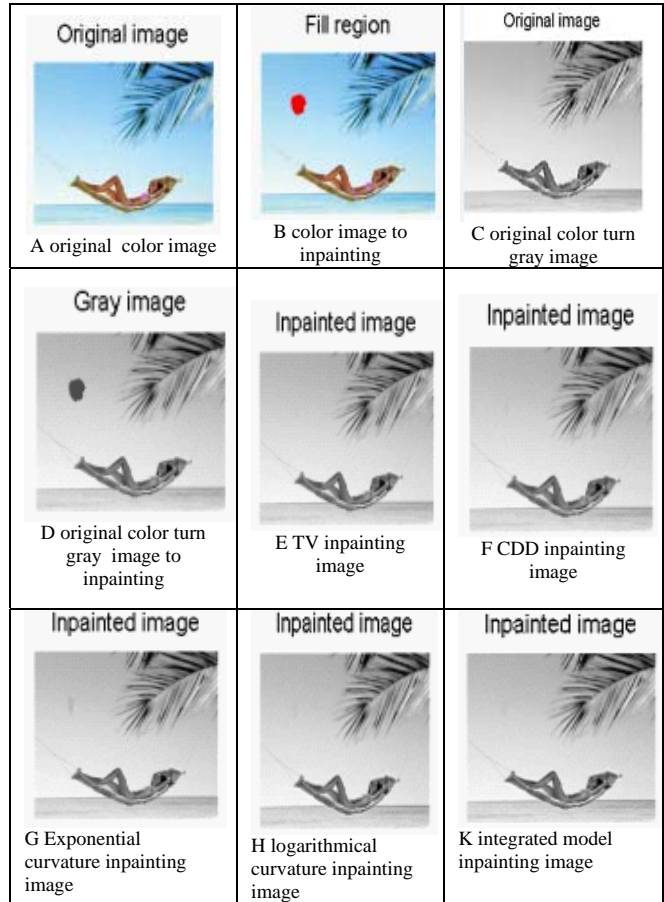 Original image
A original color image
Fill region
B color image to
inpainting
Original image
C original color turn
gray image
Gray image
D original color turn
gray image to
inpainting
Inpainted image
E TV inpainting
image
Inpainted image
F CDD inpainting
image
Inpainted image
G Exponential
curvature inpainting
image
Inpainted image
H logarithmical
curvature inpainting
image
Inpainted image
K integrated model
inpainting image